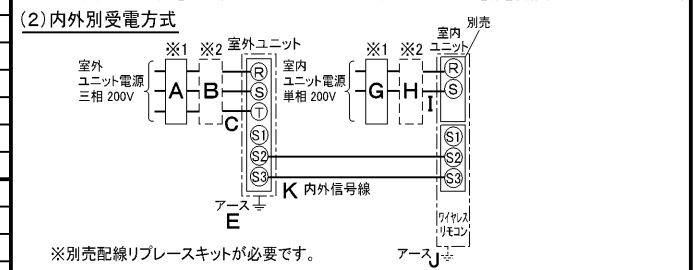 (2)内外別受電方式
別売
※1 ※2 室外ユニット
※1 ※2 室内ユニット
室外
ユニット電源
三相 200V
A B
R
S
T
C
S1
S2
S3
室内
ユニット電源
単相 200V
G H
R
S
I
S1
S2
S3
K 内外信号線
アース
E
ワイヤレス
リモコン
アース
J
※別売配線リプレースキットが必要です。